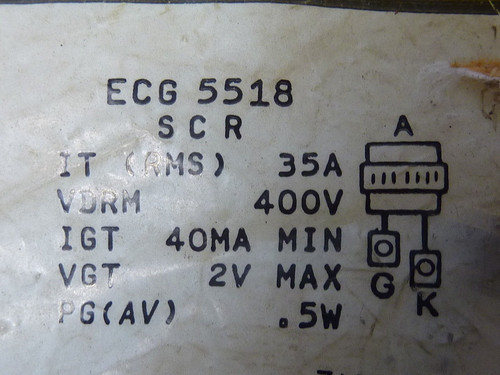 ECG 5518
SCR
IT (RMS) 35A
VDRM 400V
IGT 40MA MIN
VGT 2V MAX
PG(AV) .5W
A
G
K